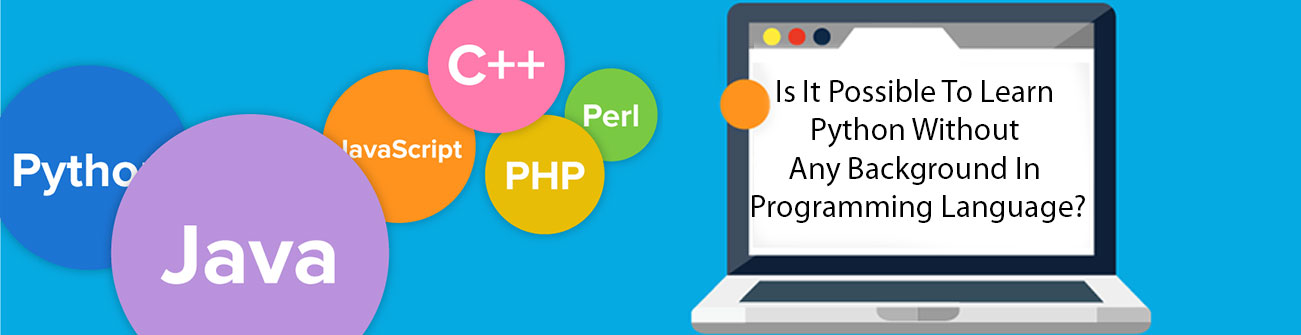 Pytho
Java
JavaScript
C++
PHP
Perl
Is It Possible To Learn
Python Without
Any Background In
Programming Language?